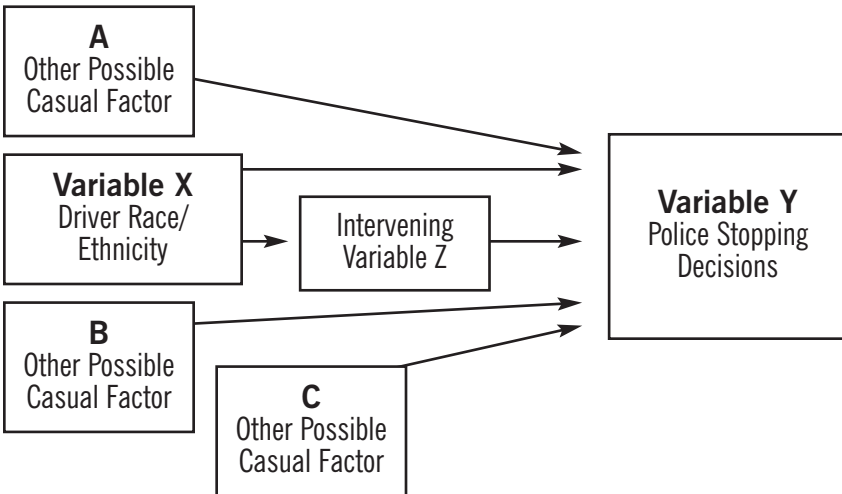 A
Other Possible
Casual Factor
Variable X
Driver Race/
Ethnicity
Intervening
Variable Z
Variable Y
Police Stopping
Decisions
B
Other Possible
Casual Factor
C
Other Possible
Casual Factor